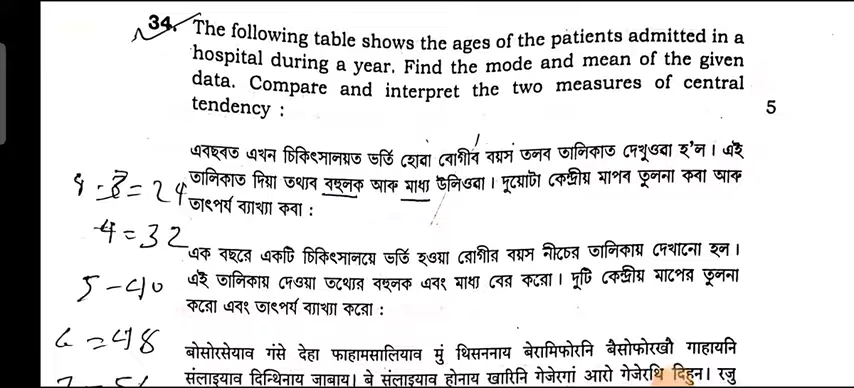 34. The following table shows the ages of the patients admitted in a
hospital during a year. Find the mode and mean of the given
data. Compare and interpret the two measures of central
tendency :
5
এবছৰত এখন চিকিৎসালয়ত ভৰ্তি হোৱা ৰোগীৰ বয়স তলৰ তালিকাত দেখুওৱা হ'ল। এই
তালিকাত দিয়া তথ্যৰ বহুলক আৰু মাধ্য উলিওৱা। দুয়োটা কেন্দ্ৰীয় মাপৰ তুলনা কৰা আৰু
তাৎপৰ্য ব্যাখ্যা কৰা :
3 = 24
4 = 32
এক বছরে একটি চিকিৎসালয়ে ভর্তি হওয়া রোগীর বয়স নীচের তালিকায় দেখানো হল।
এই তালিকায় দেওয়া তথ্যের বহুলক এবং মাধ্য বের করো। দুটি কেন্দ্রীয় মাপের তুলনা
করো এবং তাৎপর্য ব্যাখ্যা করো :
5 - 40
6 = 48
बोसोरसेयाव गंसे देहा फाहामसालियाव मुं थिसननाय बेरामिफोरनि बैसोफोरखौ गाहायनि
संलाइयाव दिन्थिनाय जाबाय। बे संलाइयाव होनाय खारिनि गेजेरगां आरो गेजेरथि दिहुन। रजु